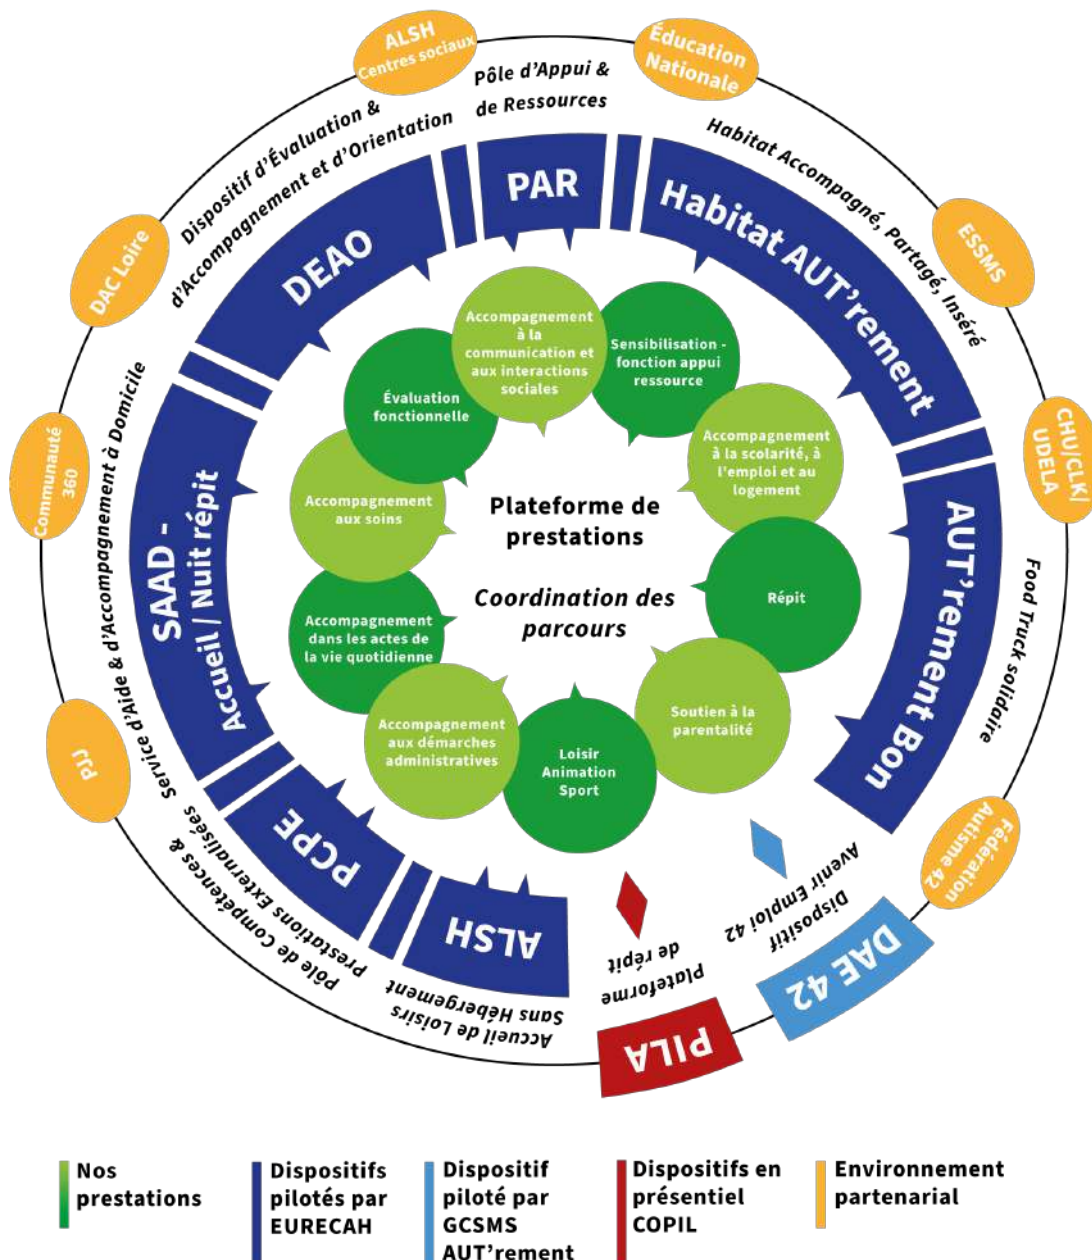 ALSH
Centres sociaux
Éducation
Nationale
ESSMS
CHU/CLK/
UDELA
Fédération
Autisme 42
DAC Loire
Communauté
360
PJJ
Pôle d'Appui &
de Ressources
PAR
Habitat Accompagné, Partagé, Inséré
Habitat AUT'rement
Food Truck solidaire
AUT'rement Bon
Dispositif d'Évaluation &
d'Accompagnement et d'Orientation
DEAO
Service d'Aide & d'Accompagnement à Domicile
SAAD -
Accueil / Nuit répit
Pôle de Compétences &
Prestations Externalisées
PCPE
Accueil de Loisirs
Sans Hébergement
ALSH
Plateforme
de répit
PILA
Dispositif
Avenir Emploi 42
DAE 42
Accompagnement
à la
communication et
aux interactions
sociales
Sensibilisation -
fonction appui
ressource
Accompagnement
à la scolarité, à
l'emploi et au
logement
Répit
Soutien à la
parentalité
Loisir
Animation
Sport
Accompagnement
aux démarches
administratives
Accompagnement
dans les actes de
la vie quotidienne
Accompagnement
aux soins
Évaluation
fonctionnelle
Plateforme de
prestations
Coordination des
parcours
Nos
prestations
Dispositifs
pilotés par
EURECAH
Dispositif
piloté par
GCSMS
AUT'rement
Dispositifs en
présentiel
COPIL
Environnement
partenarial